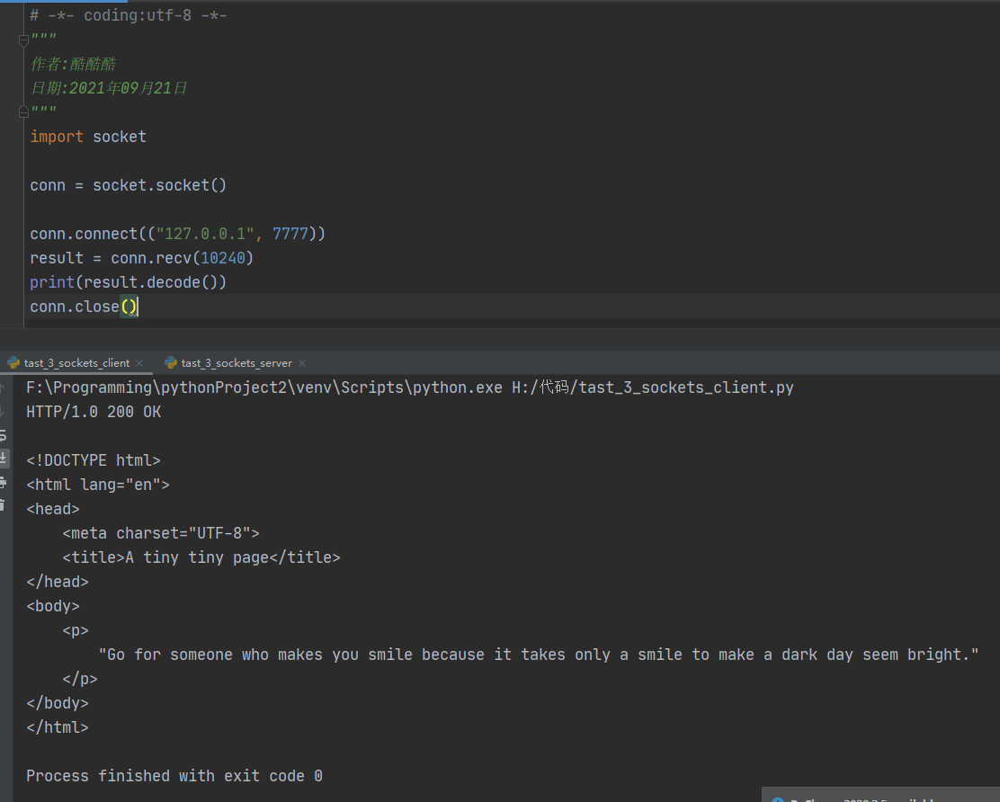 # -*- coding:utf-8 -*-
"""
作者:酷酷酷
日期:2021年09月21日
"""
import socket
conn = socket.socket()
conn.connect(("127.0.0.1", 7777))
result = conn.recv(10240)
print(result.decode())
conn.close()
tast_3_sockets_client
tast_3_sockets_server
F:\Programming\pythonProject2\venv\Scripts\python.exe H:/代码/tast_3_sockets_client.py
HTTP/1.0 200 OK
<!DOCTYPE html>
<html lang="en">
<head>
    <meta charset="UTF-8">
    <title>A tiny tiny page</title>
</head>
<body>
    <p>
        "Go for someone who makes you smile because it takes only a smile to make a dark day seem bright."
    </p>
</body>
</html>
Process finished with exit code 0